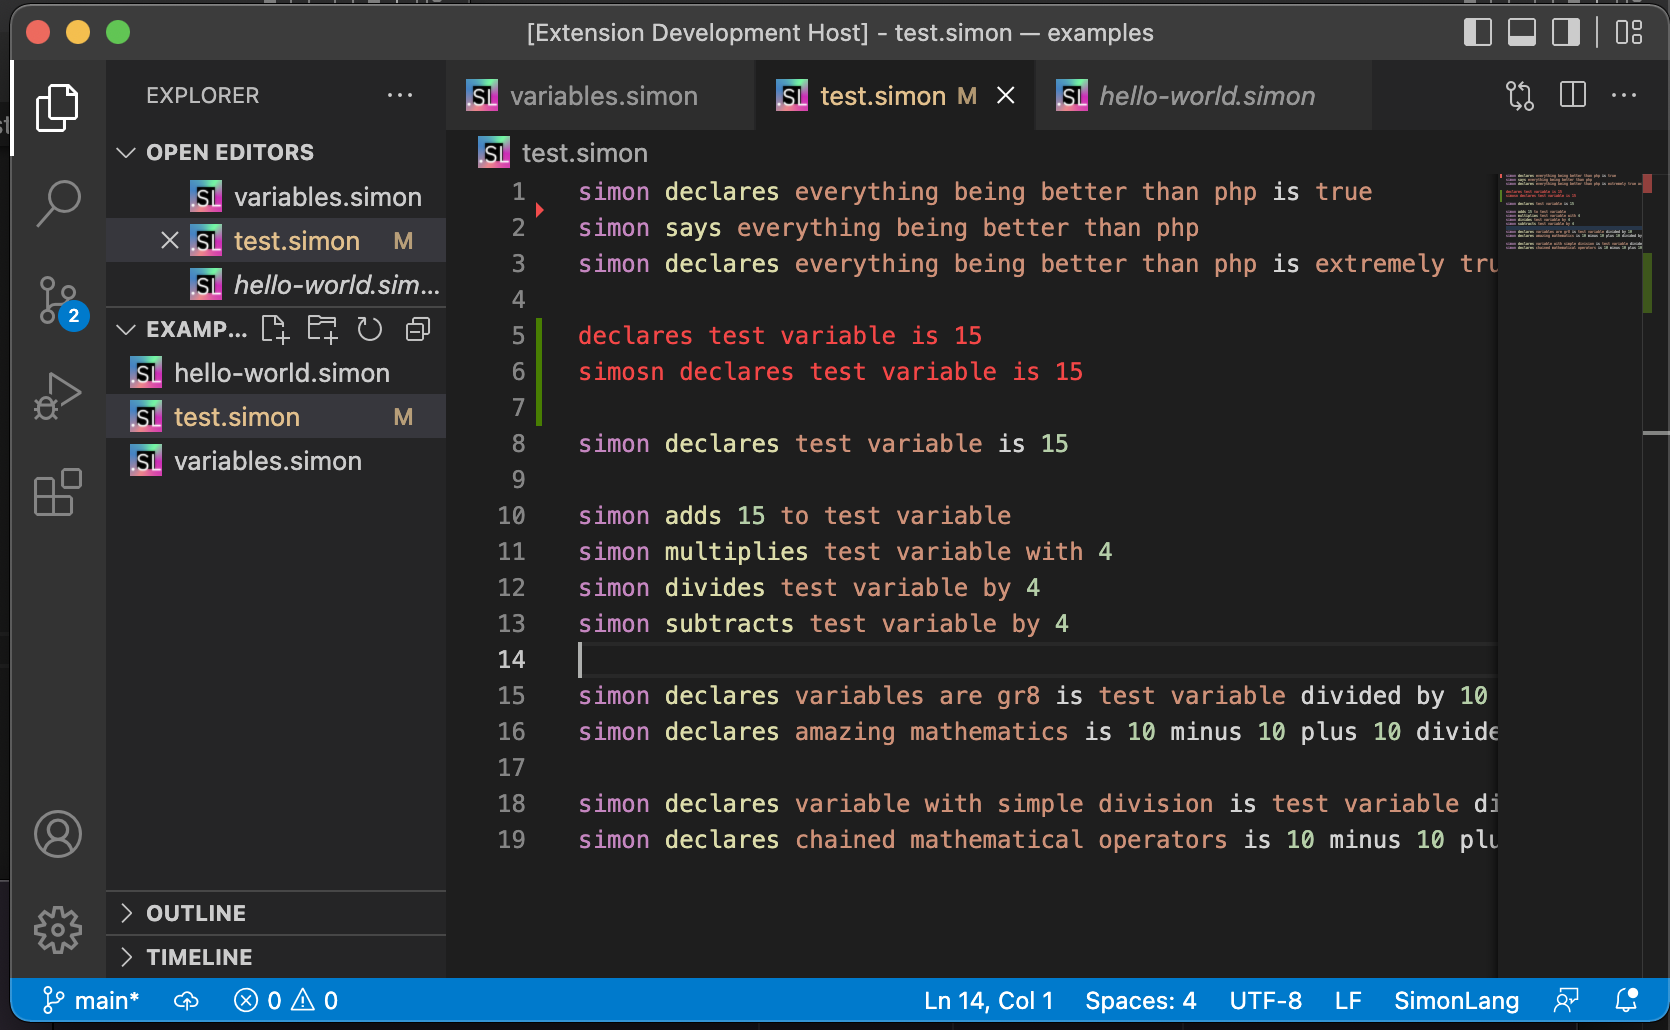 [Extension Development Host] - test.simon — examples
EXPLORER
OPEN EDITORS
.SL variables.simon
.SL test.simon M
.SL hello-world.sim...
EXAMP...
.SL hello-world.simon
.SL test.simon M
.SL variables.simon
OUTLINE
TIMELINE
2
.SL variables.simon
.SL test.simon M
.SL hello-world.simon
.SL test.simon
1 simon declares everything being better than php is true
2 simon says everything being better than php
3 simon declares everything being better than php is extremely tru
4
5 declares test variable is 15
6 simosn declares test variable is 15
7
8 simon declares test variable is 15
9
10 simon adds 15 to test variable
11 simon multiplies test variable with 4
12 simon divides test variable by 4
13 simon subtracts test variable by 4
14
15 simon declares variables are gr8 is test variable divided by 10
16 simon declares amazing mathematics is 10 minus 10 plus 10 divide
17
18 simon declares variable with simple division is test variable di
19 simon declares chained mathematical operators is 10 minus 10 plu
main* 0 0 Ln 14, Col 1 Spaces: 4 UTF-8 LF SimonLang